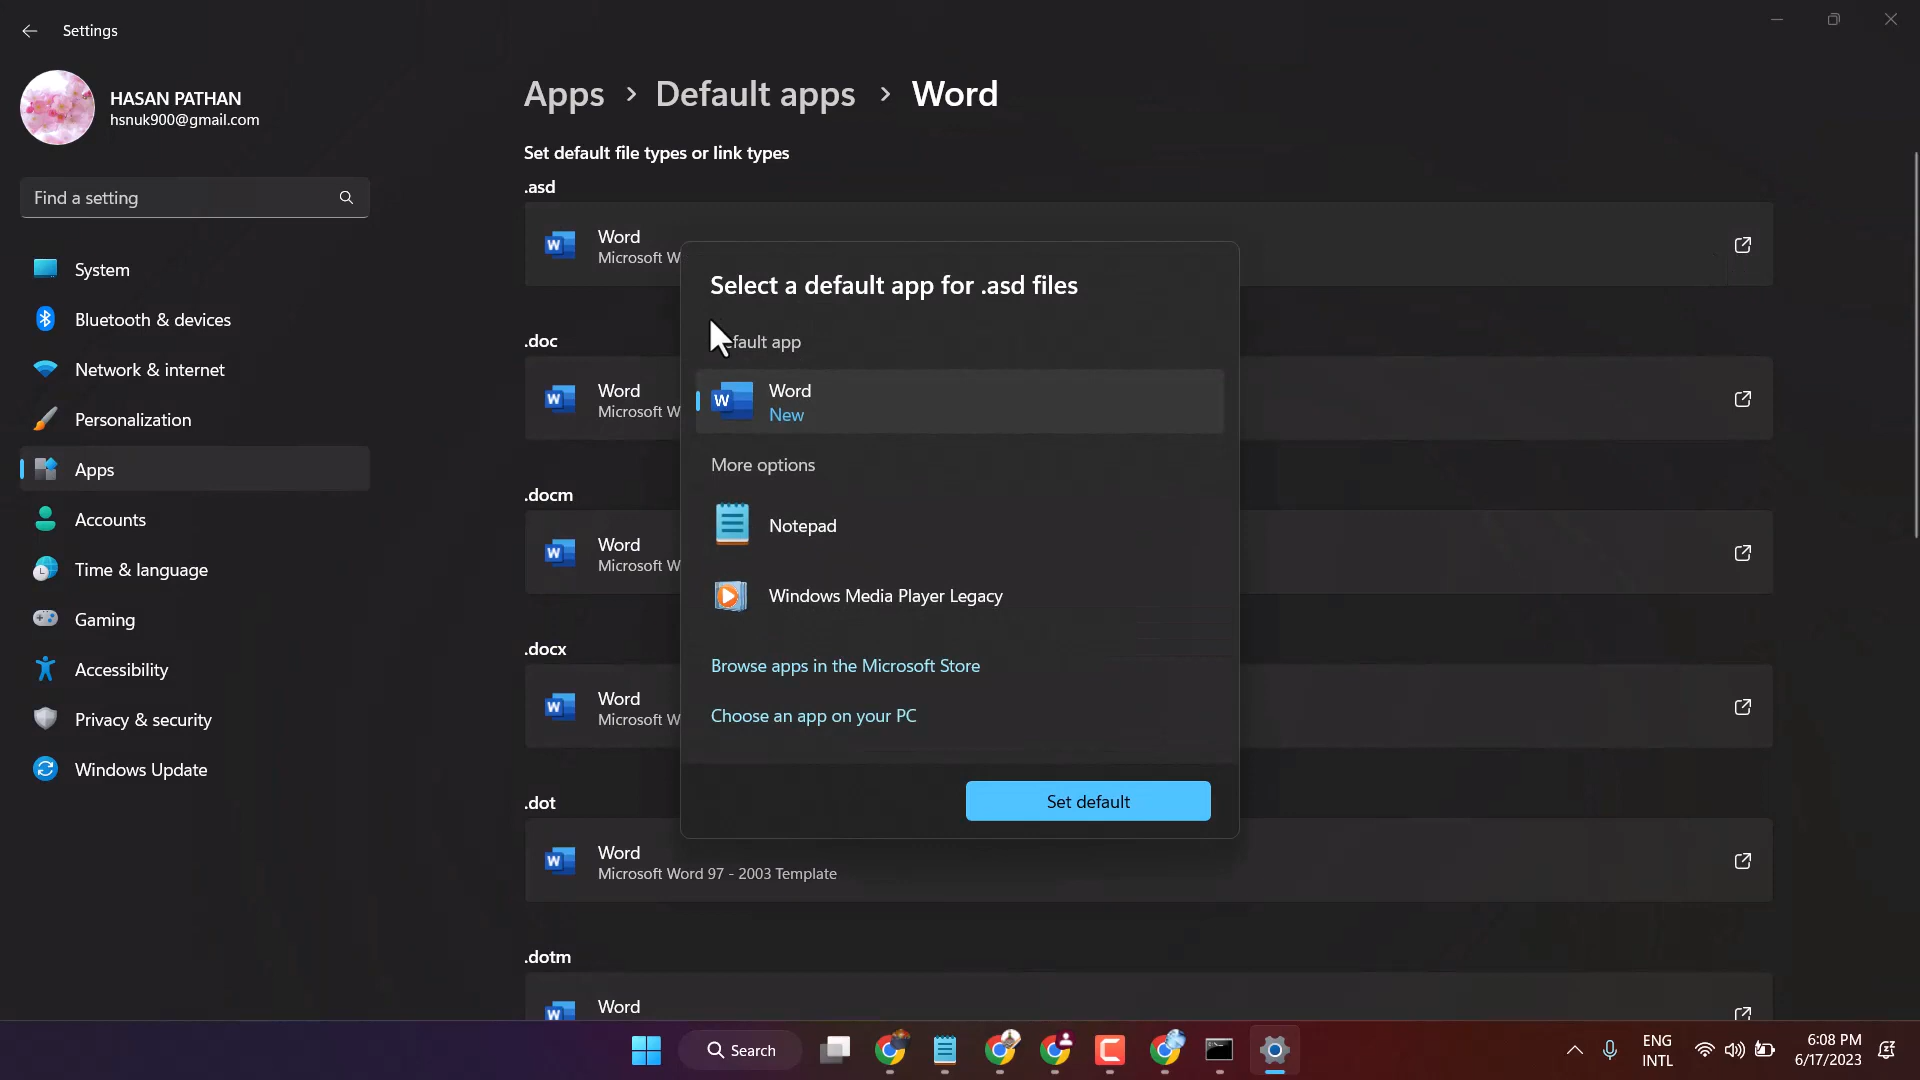 Settings
HASAN PATHAN
hsnuk900@gmail.com
Find a setting
System
Bluetooth & devices
Network & internet
Personalization
Apps
Accounts
Time & language
Gaming
Accessibility
Privacy & security
Windows Update
Apps > Default apps > Word
Set default file types or link types
.asd
Word
Microsoft W
.doc
Word
Microsoft W
.docm
Word
Microsoft W
.docx
Word
Microsoft W
.dot
Word
Microsoft Word 97 - 2003 Template
.dotm
Word
Select a default app for .asd files
fault app
Word
New
More options
Notepad
Windows Media Player Legacy
Browse apps in the Microsoft Store
Choose an app on your PC
Set default
Search
ENG
INTL
6:08 PM
6/17/2023